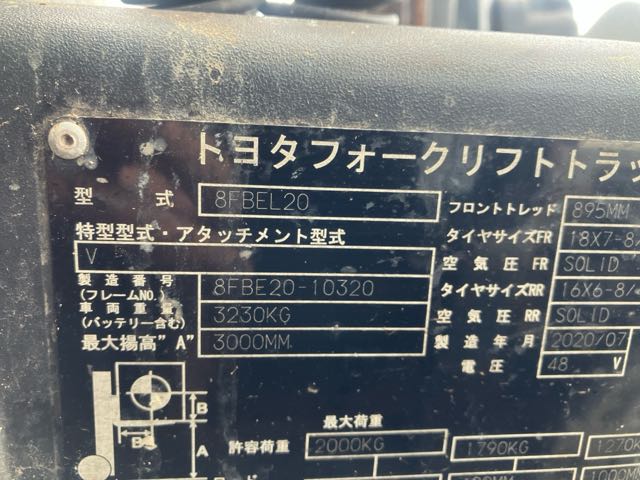 トヨタフォークリフトトラッ
型 式 8FBEL20 フロントトレッド 895MM
特型型式・アタッチメント型式 タイヤサイズFR 18X7-8
V 空気圧FR SOLID
製造番号(フレームNO.) 8FBE20-10320 タイヤサイズRR 16X6-8/
車両重量(バッテリー含む) 3230KG 空気圧RR SOLID
最大揚高"A" 3000MM 製造年月 2020/07
電圧 48 V
A
B
B
A
最大荷重
許容荷重 2000KG 1790KG 1270K
1000MM